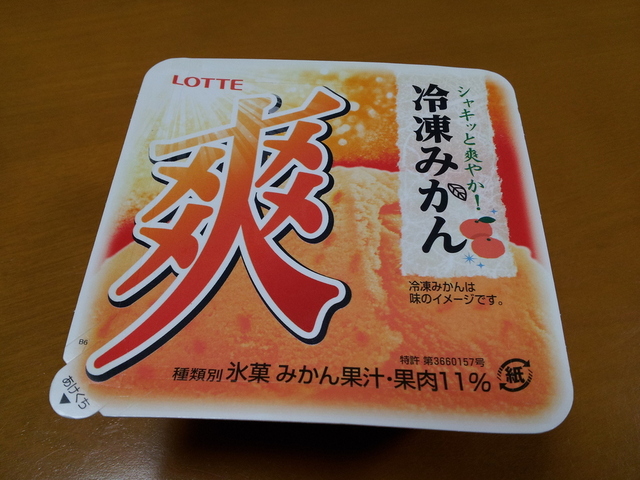 LOTTE
爽
シャキッと爽やか!
冷凍みかん
冷凍みかんは
味のイメージです。
特許 第3660157号
種類別 氷菓 みかん果汁・果肉11%
紙
B6
あけくち